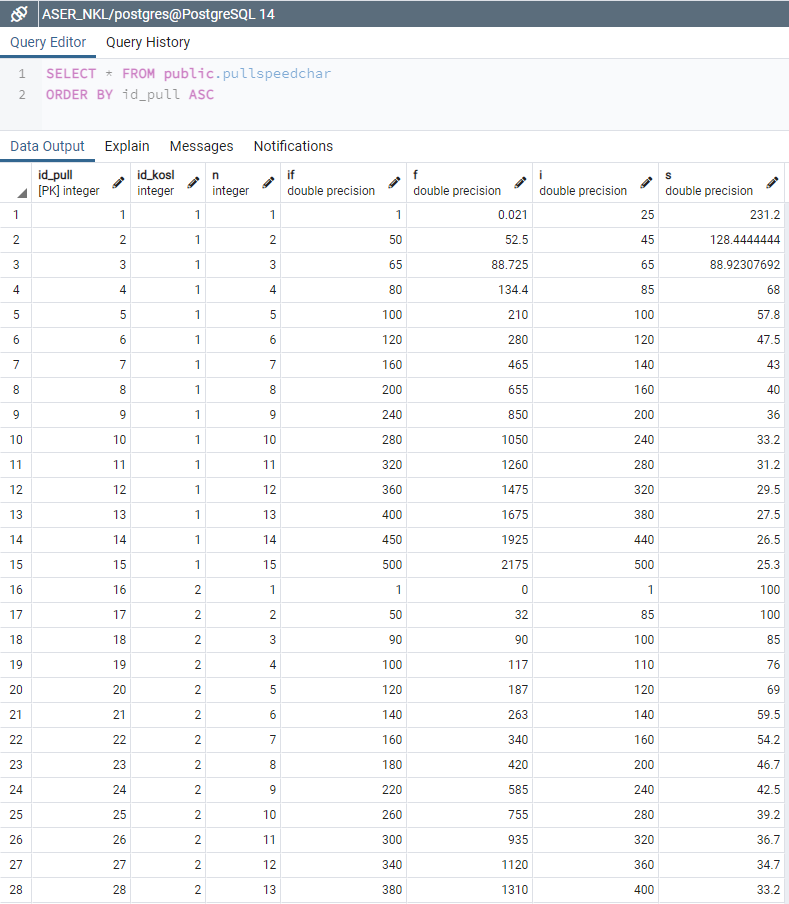 ASER_NKL/postgres@PostgreSQL 14
Query Editor Query History
1 SELECT * FROM public.pullspeedchar
2 ORDER BY id_pull ASC
Data Output Explain Messages Notifications
id_pull id_kosl n if f i s
[PK] integer integer integer double precision double precision double precision double precision
1 1 1 1 1 0.021 25 231.2
2 2 1 2 50 52.5 45 128.4444444
3 3 1 3 65 88.725 65 88.92307692
4 4 1 4 80 134.4 85 68
5 5 1 5 100 210 100 57.8
6 6 1 6 120 280 120 47.5
7 7 1 7 160 465 140 43
8 8 1 8 200 655 160 40
9 9 1 9 240 850 200 36
10 10 1 10 280 1050 240 33.2
11 11 1 11 320 1260 280 31.2
12 12 1 12 360 1475 320 29.5
13 13 1 13 400 1675 380 27.5
14 14 1 14 450 1925 440 26.5
15 15 1 15 500 2175 500 25.3
16 16 2 1 1 0 1 100
17 17 2 2 50 32 85 100
18 18 2 3 90 90 100 85
19 19 2 4 100 117 110 76
20 20 2 5 120 187 120 69
21 21 2 6 140 263 140 59.5
22 22 2 7 160 340 160 54.2
23 23 2 8 180 420 200 46.7
24 24 2 9 220 585 240 42.5
25 25 2 10 260 755 280 39.2
26 26 2 11 300 935 320 36.7
27 27 2 12 340 1120 360 34.7
28 28 2 13 380 1310 400 33.2